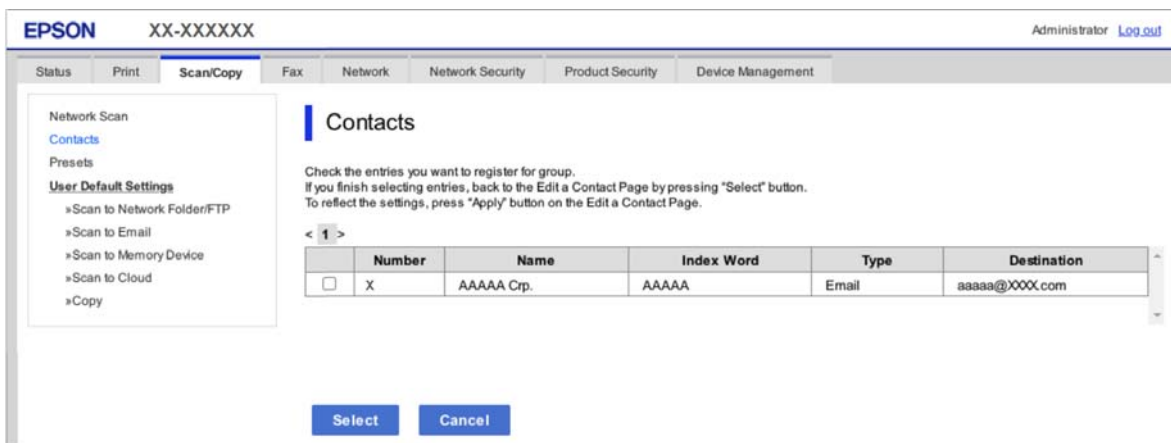 EPSON XX-XXXXXX Administrator Log out
Status Print Scan/Copy Fax Network Network Security Product Security Device Management
Network Scan
Contacts
Presets
User Default Settings
»Scan to Network Folder/FTP
»Scan to Email
»Scan to Memory Device
»Scan to Cloud
»Copy
Contacts
Check the entries you want to register for group.
If you finish selecting entries, back to the Edit a Contact Page by pressing "Select" button.
To reflect the settings, press "Apply" button on the Edit a Contact Page.
< 1 >
Number Name Index Word Type Destination
X AAAAA Crp. AAAAA Email aaaaa@XXXX.com
Select Cancel